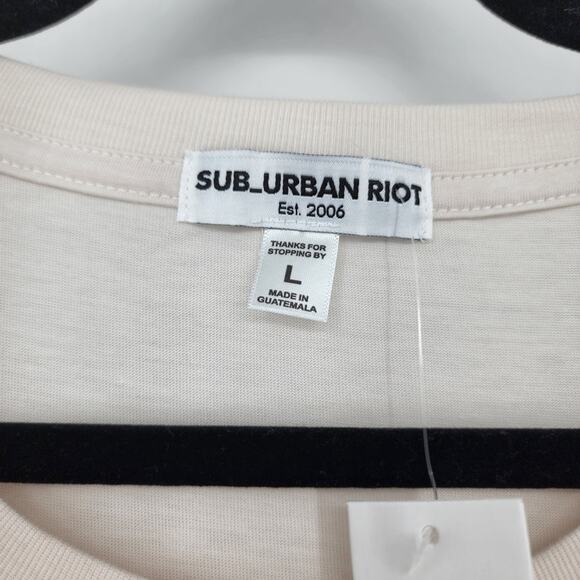 SUB_URBAN RIOT
Est. 2006
THANKS FOR
STOPPING BY
L
MADE IN
GUATEMALA